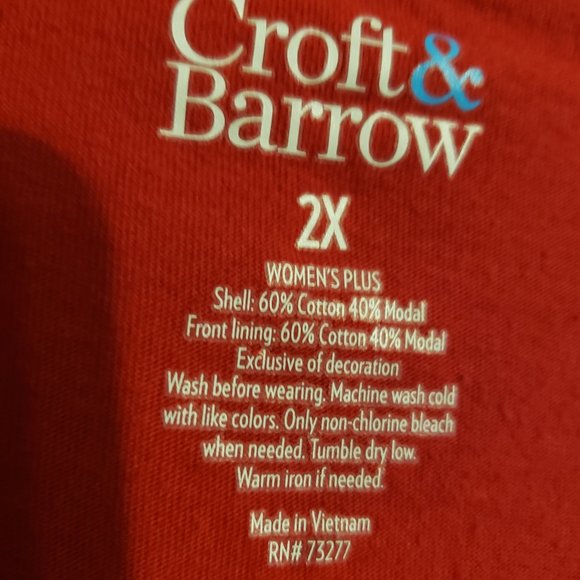 Croft &
Barrow
2X
WOMEN'S PLUS
Shell: 60% Cotton 40% Modal
Front lining: 60% Cotton 40% Modal
Exclusive of decoration
Wash before wearing. Machine wash cold
with like colors. Only non-chlorine bleach
when needed. Tumble dry low.
Warm iron if needed.
Made in Vietnam
RN# 73277